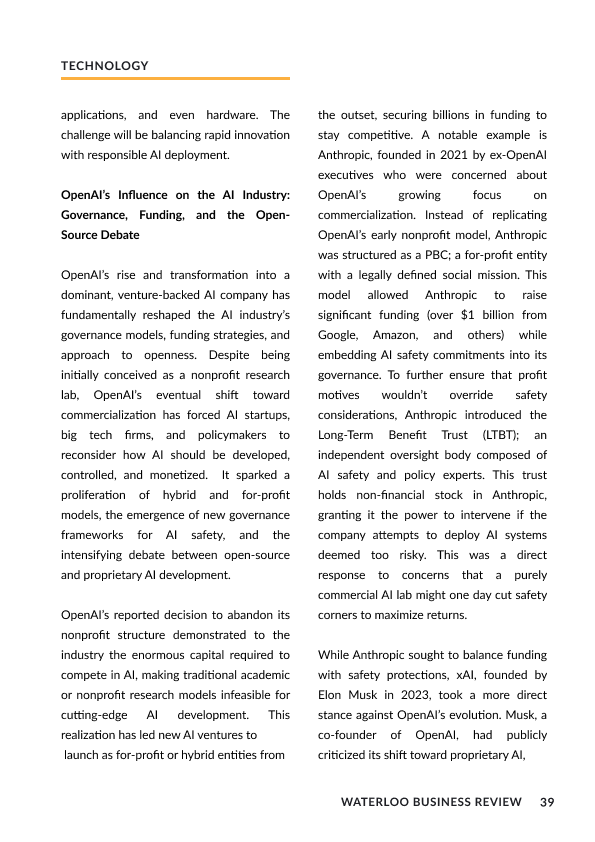 TECHNOLOGY
applications, and even hardware. The
challenge will be balancing rapid innovation
with responsible AI deployment.
OpenAI's Influence on the AI Industry:
Governance, Funding, and the Open-
Source Debate
OpenAI's rise and transformation into a
dominant, venture-backed AI company has
fundamentally reshaped the AI industry's
governance models, funding strategies, and
approach to openness. Despite being
initially conceived as a nonprofit research
lab, OpenAI's eventual shift toward
commercialization has forced AI startups,
big tech firms, and policymakers to
reconsider how AI should be developed,
controlled, and monetized. It sparked a
proliferation of hybrid and for-profit
models, the emergence of new governance
frameworks for AI safety, and the
intensifying debate between open-source
and proprietary AI development.
OpenAI's reported decision to abandon its
nonprofit structure demonstrated to the
industry the enormous capital required to
compete in AI, making traditional academic
or nonprofit research models infeasible for
cutting-edge AI development. This
realization has led new AI ventures to
launch as for-profit or hybrid entities from
the outset, securing billions in funding to
stay competitive. A notable example is
Anthropic, founded in 2021 by ex-OpenAI
executives who were concerned about
OpenAI's growing focus on
commercialization. Instead of replicating
OpenAI's early nonprofit model, Anthropic
was structured as a PBC; a for-profit entity
with a legally defined social mission. This
model allowed Anthropic to raise
significant funding (over $1 billion from
Google, Amazon, and others) while
embedding AI safety commitments into its
governance. To further ensure that profit
motives wouldn't override safety
considerations, Anthropic introduced the
Long-Term Benefit Trust (LTBT); an
independent oversight body composed of
AI safety and policy experts. This trust
holds non-financial stock in Anthropic,
granting it the power to intervene if the
company attempts to deploy AI systems
deemed too risky. This was a direct
response to concerns that a purely
commercial AI lab might one day cut safety
corners to maximize returns.
While Anthropic sought to balance funding
with safety protections, xAI, founded by
Elon Musk in 2023, took a more direct
stance against OpenAI's evolution. Musk, a
co-founder of OpenAI, had publicly
criticized its shift toward proprietary AI,
WATERLOO BUSINESS REVIEW 39